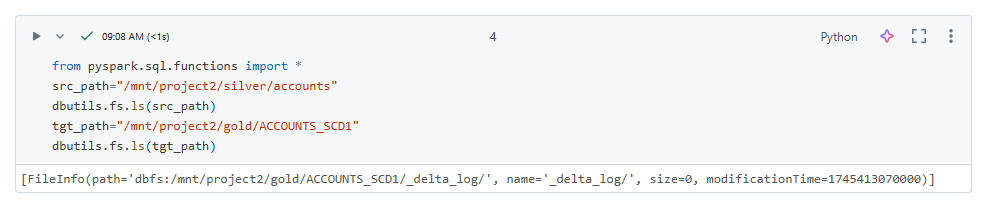 09:08 AM (<1s)
4
Python
from pyspark.sql.functions import *
src_path="/mnt/project2/silver/accounts"
dbutils.fs.ls(src_path)
tgt_path="/mnt/project2/gold/ACCOUNTS_SCD1"
dbutils.fs.ls(tgt_path)
[FileInfo(path='dbfs:/mnt/project2/gold/ACCOUNTS_SCD1/_delta_log/', name='_delta_log/', size=0, modificationTime=1745413070000)]